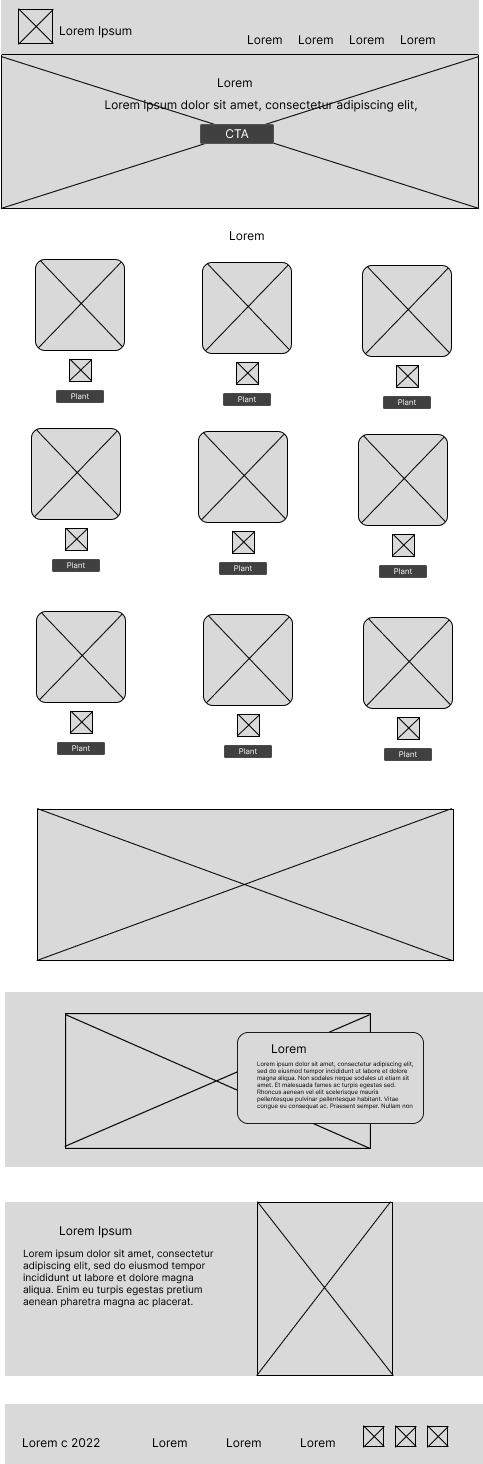 Lorem Ipsum
Lorem Lorem Lorem Lorem
Lorem
Lorem ipsum dolor sit amet, consectetur adipiscing elit,
CTA
Lorem
Plant
Plant
Plant
Plant
Plant
Plant
Plant
Plant
Plant
Lorem
Lorem ipsum dolor sit amet, consectetur adipiscing elit,
sed do eiusmod tempor incididunt ut labore et dolore
magna aliqua. Non sodales neque sodales ut etiam sit
amet. Et malesuada fames ac turpis egestas sed.
Rhoncus aenean vel elit scelerisque mauris
pellentesque pulvinar pellentesque habitant. Vitae
congue eu consequat ac. Praesent semper. Nullam non
Lorem Ipsum
Lorem ipsum dolor sit amet, consectetur
adipiscing elit, sed do eiusmod tempor
incididunt ut labore et dolore magna
aliqua. Enim eu turpis egestas pretium
aenean pharetra magna ac placerat.
Lorem c 2022 Lorem Lorem Lorem